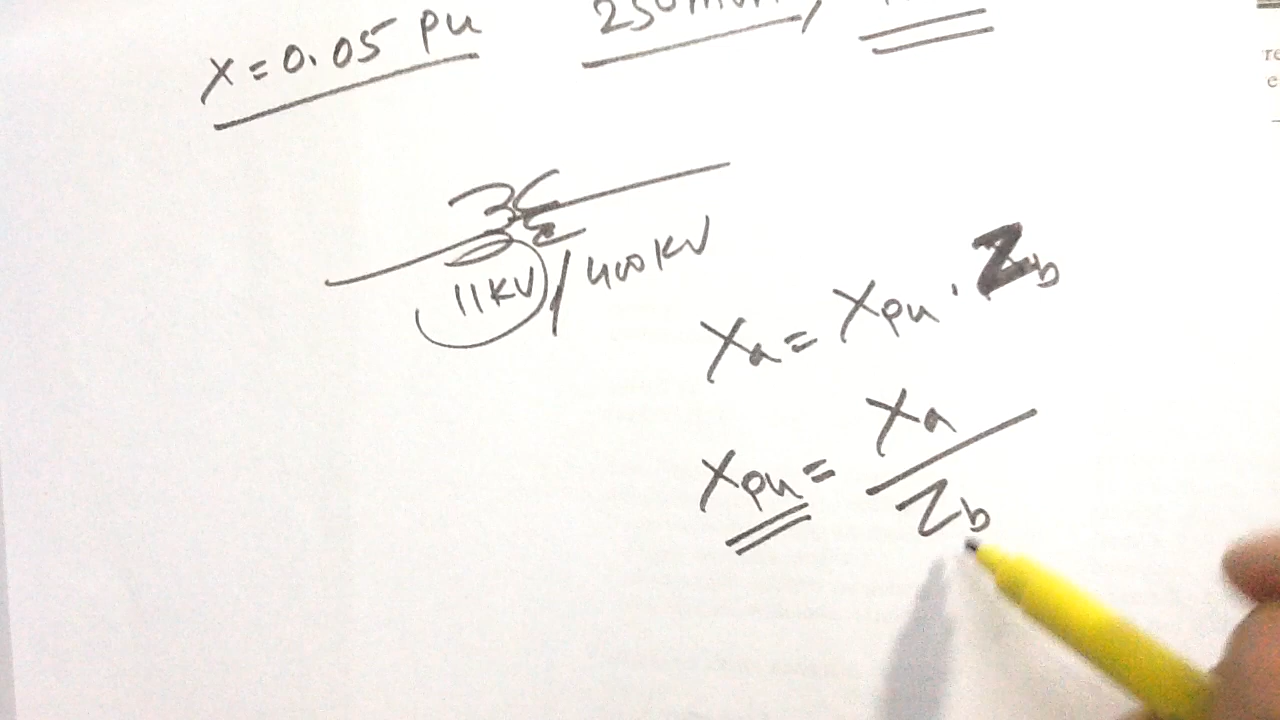 X = 0.05 pu
11KV / 400KV
Xa = Xpu . Zb
Xpu = Xa / Zb